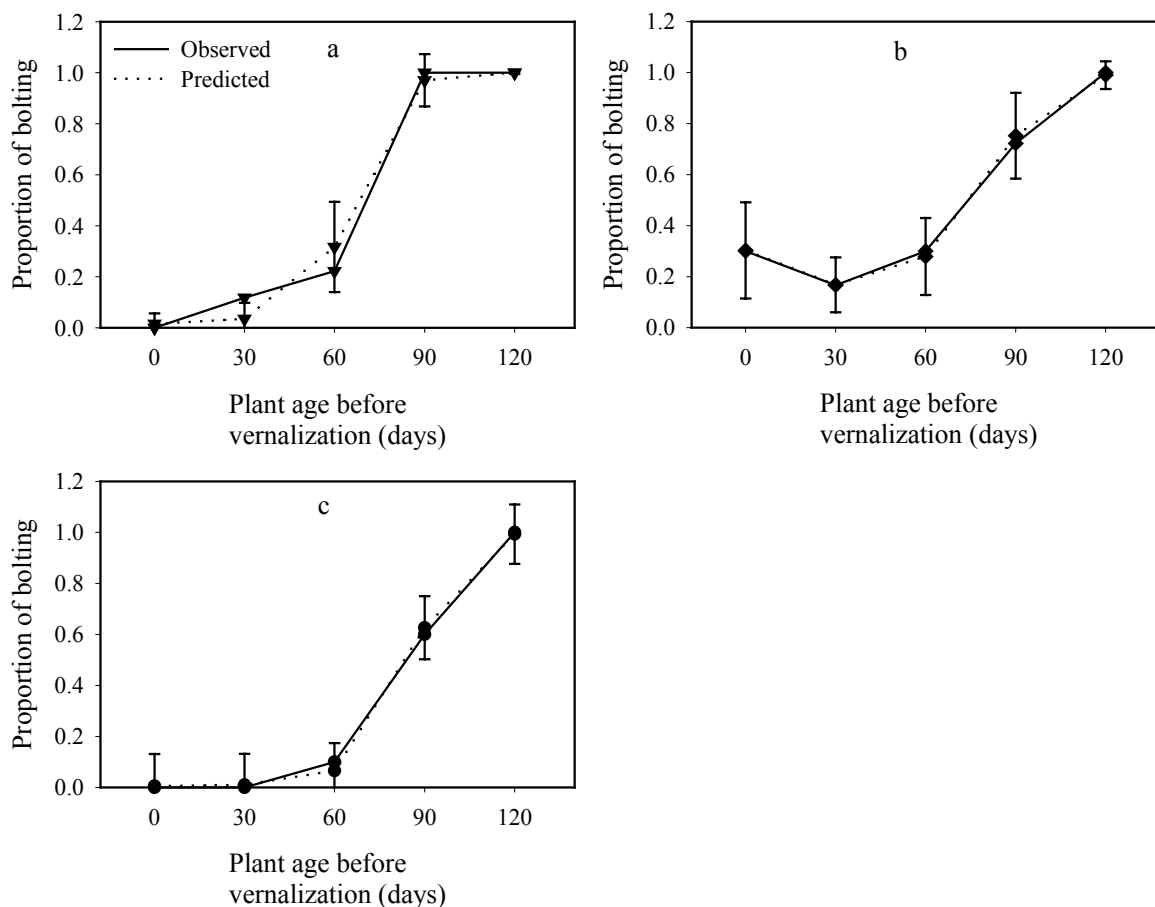 a
Observed
Predicted
1.2
1.0
0.8
0.6
0.4
0.2
0.0
Proportion of bolting
0 30 60 90 120
Plant age before
vernalization (days)
b
1.2
1.0
0.8
0.6
0.4
0.2
0.0
Proportion of bolting
0 30 60 90 120
Plant age before
vernalization (days)
c
1.2
1.0
0.8
0.6
0.4
0.2
0.0
Proportion of bolting
0 30 60 90 120
Plant age before
vernalization (days)